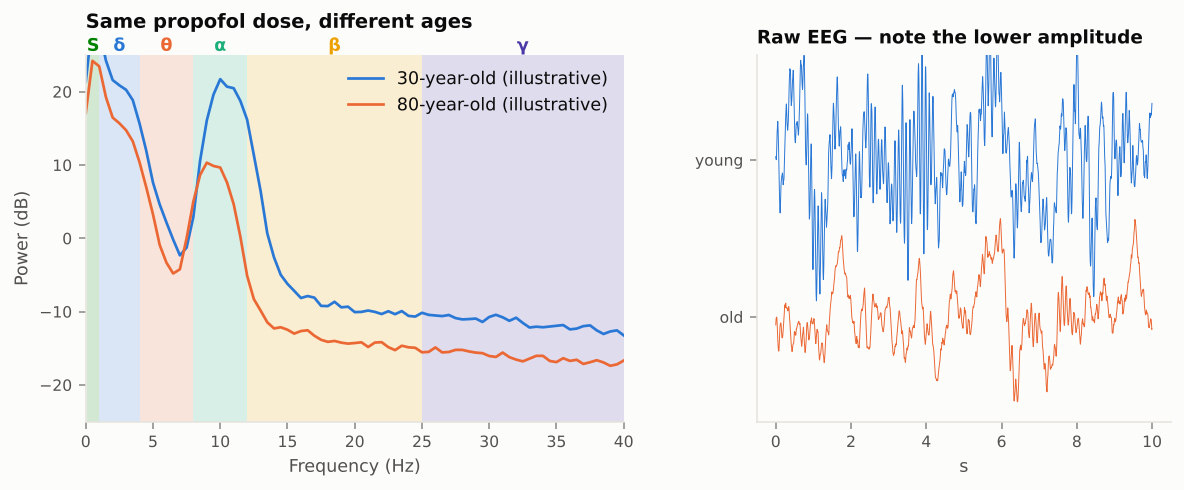 Same propofol dose, different ages
S δ θ α β γ
30-year-old (illustrative)
80-year-old (illustrative)
Power (dB)
20
10
0
−10
−20
0 5 10 15 20 25 30 35 40
Frequency (Hz)
Raw EEG — note the lower amplitude
young
old
0 2 4 6 8 10
s